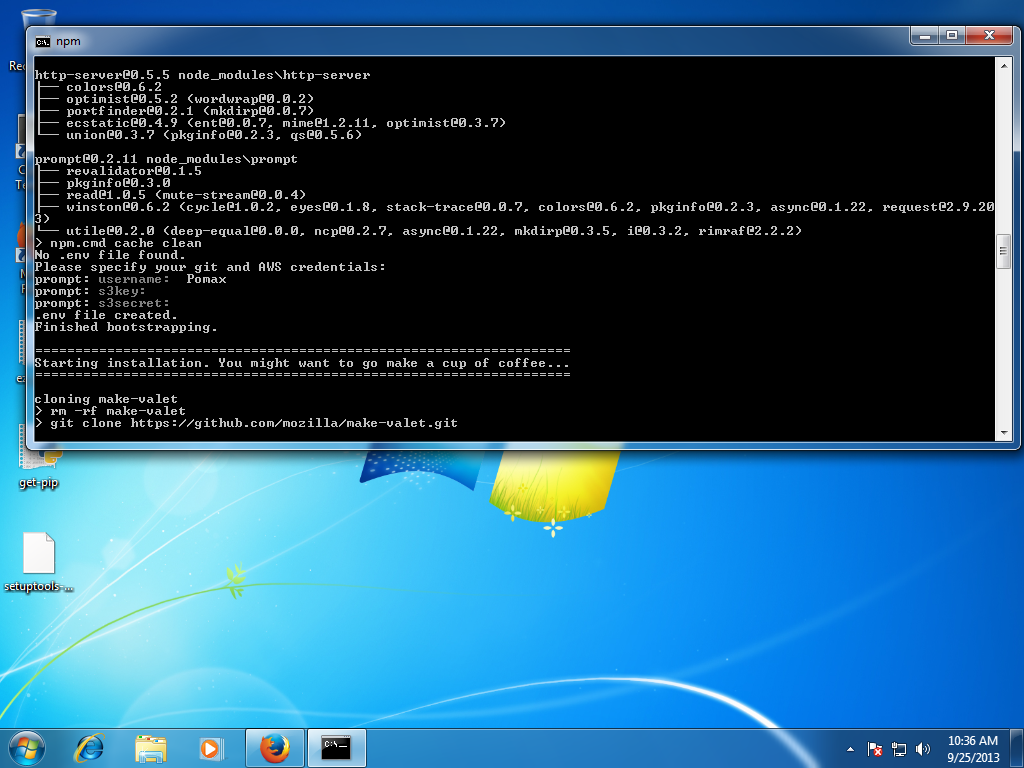 npm
http-server@0.5.5 node_modules\http-server
├── colors@0.6.2
├── optimist@0.5.2 (wordwrap@0.0.2)
├── portfinder@0.2.1 (mkdirp@0.0.7)
├── ecstatic@0.4.9 (ent@0.0.7, mime@1.2.11, optimist@0.3.7)
└── union@0.3.7 (pkginfo@0.2.3, qs@0.5.6)
prompt@0.2.11 node_modules\prompt
├── revalidator@0.1.5
├── pkginfo@0.3.0
├── read@1.0.5 (mute-stream@0.0.4)
├── winston@0.6.2 (cycle@1.0.2, eyes@0.1.8, stack-trace@0.0.7, colors@0.6.2, pkginfo@0.2.3, async@0.1.22, request@2.9.20
3)
└── utile@0.2.0 (deep-equal@0.0.0, ncp@0.2.7, async@0.1.22, mkdirp@0.3.5, i@0.3.2, rimraf@2.2.2)
> npm.cmd cache clean
No .env file found.
Please specify your git and AWS credentials:
prompt: username:  Pomax
prompt: s3key:
prompt: s3secret:
.env file created.
Finished bootstrapping.
===================================================================
Starting installation. You might want to go make a cup of coffee...
===================================================================
cloning make-valet
> rm -rf make-valet
> git clone https://github.com/mozilla/make-valet.git
get-pip
setuptools-...
10:36 AM
9/25/2013